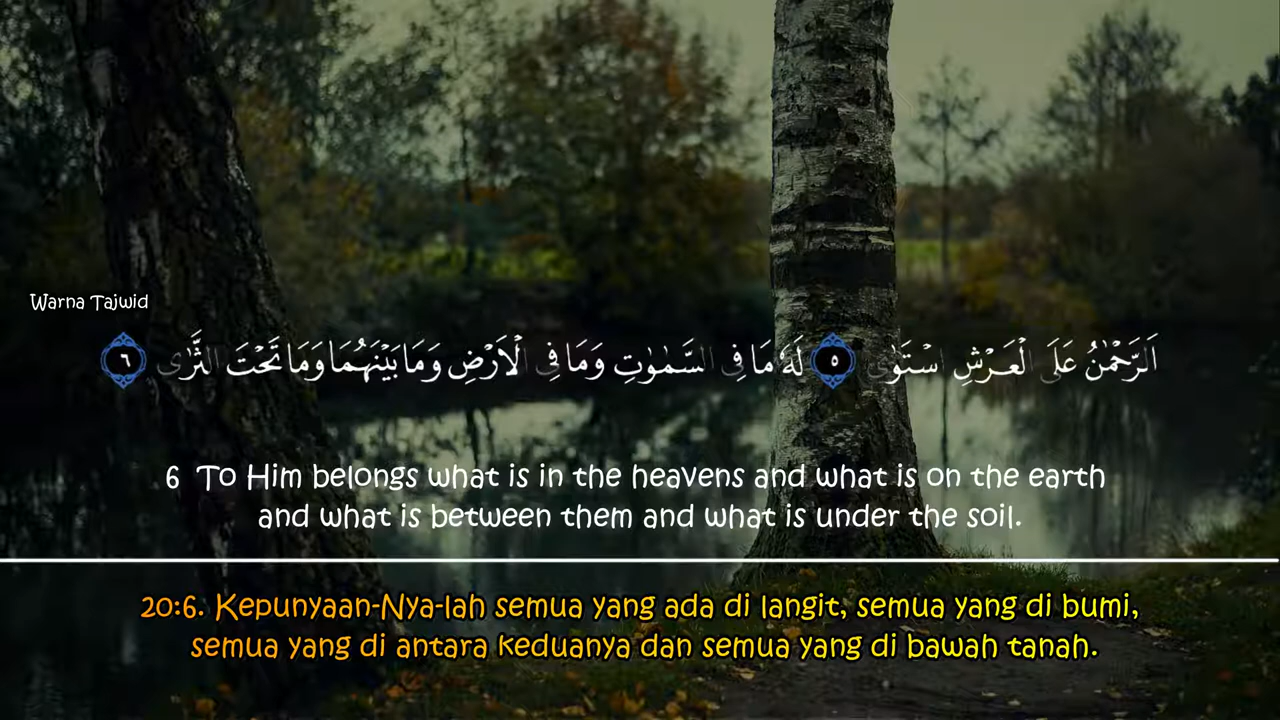 Warna Tajwid
اَلرَّحْمٰنُ عَلَى الْعَرْشِ اسْتَوٰى ٥ لَهٗ مَا فِى السَّمٰوٰتِ وَمَا فِى الْاَرْضِ وَمَا بَيْنَهُمَا وَمَا تَحْتَ الثَّرٰى ٦
6 To Him belongs what is in the heavens and what is on the earth
and what is between them and what is under the soil.
20:6. Kepunyaan-Nya-lah semua yang ada di langit, semua yang di bumi,
semua yang di antara keduanya dan semua yang di bawah tanah.